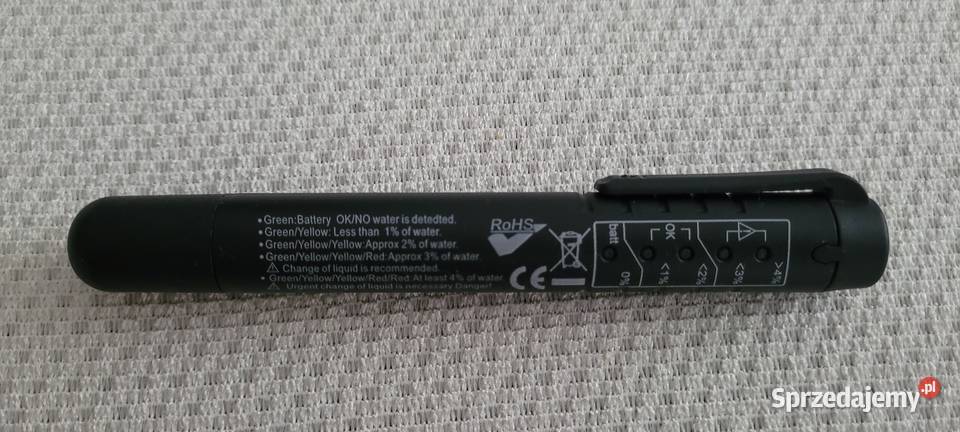 •Green:Battery OK/NO water is detedted.
•Green/Yellow: Less than 1% of water.
•Green/Yellow/Yellow:Approx 2% of water.
•Green/Yellow/Yellow/Red:Approx 3% of water.
Change of liquid is recommended.
• Green/Yellow/Yellow/Red/Red:At least 4% of water
Urgent change of liquid is necessary Danger!
RoHS
CE
batt
OK
0%
<1%
<2%
<3%
>4%
Sprzedajemy.pl